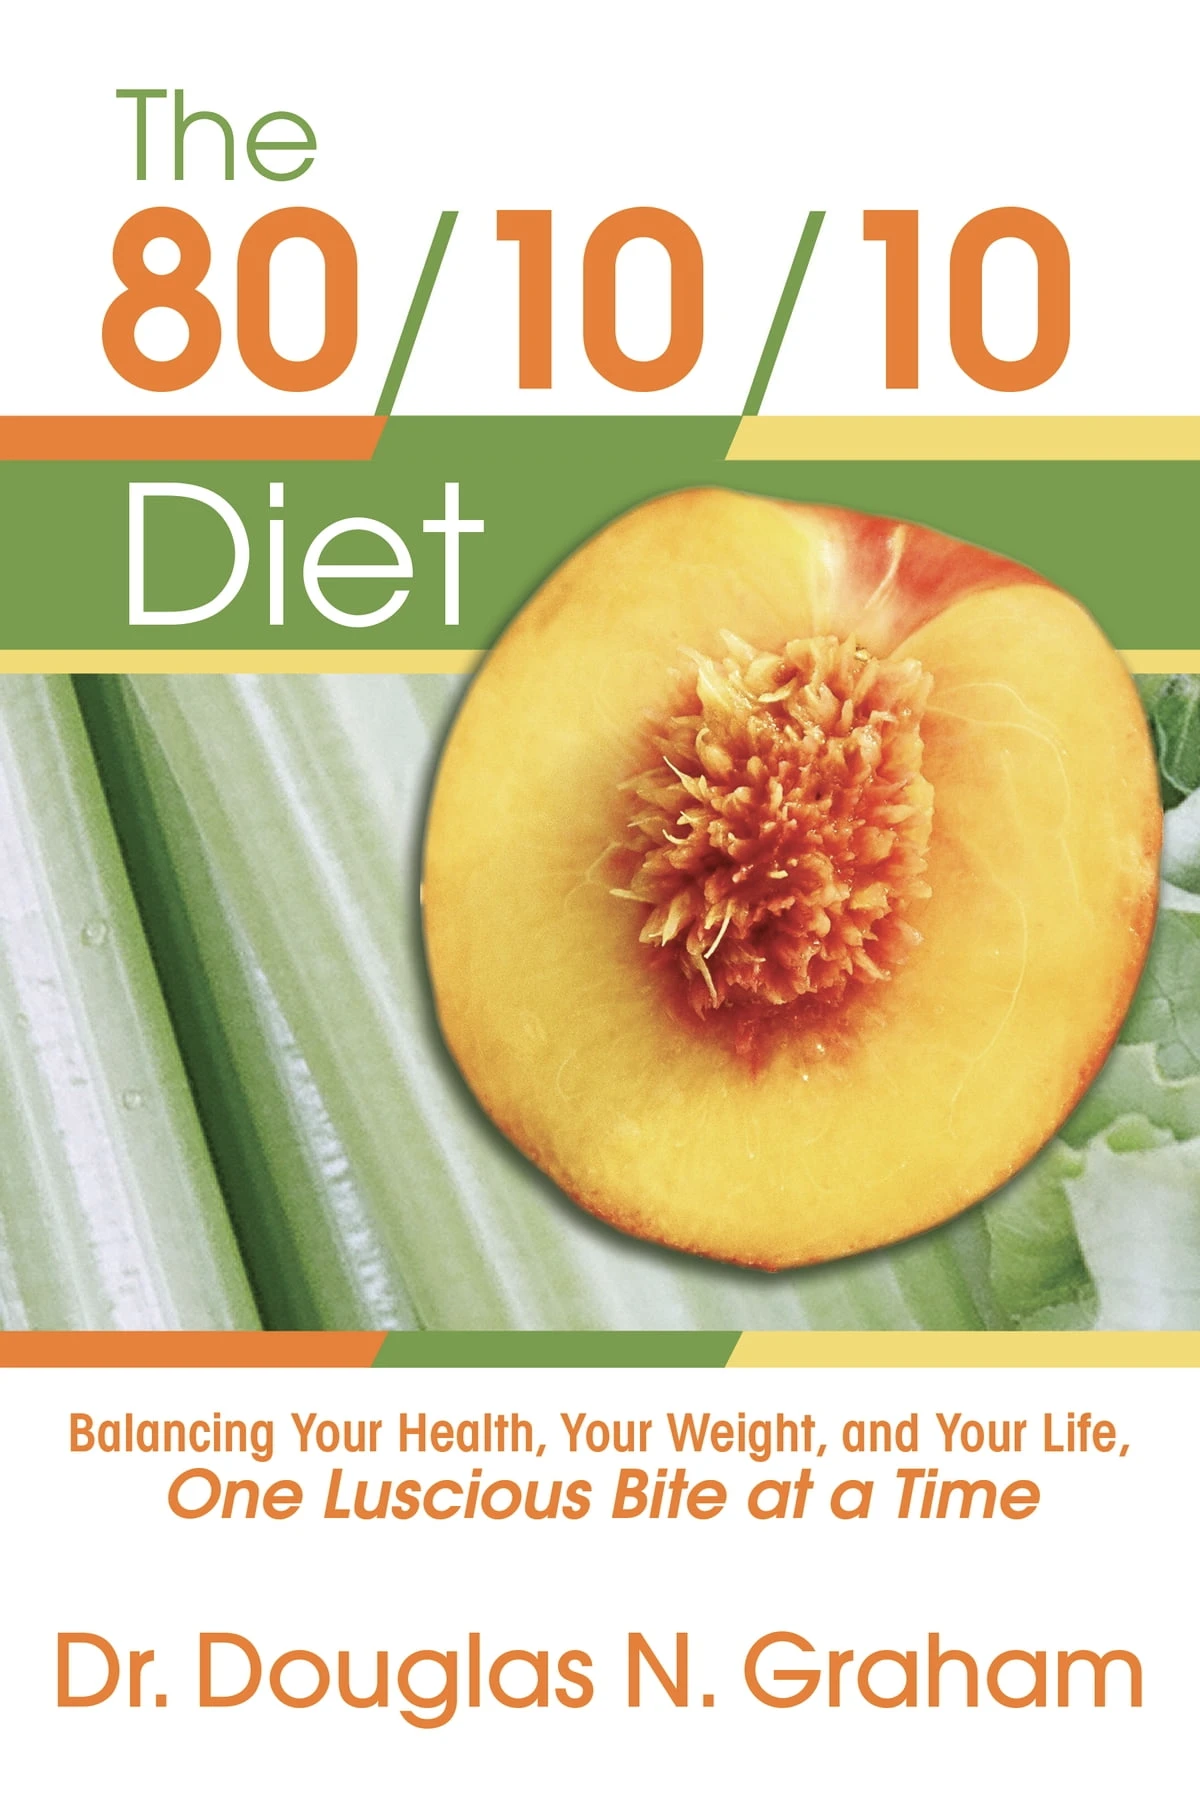 The
80/10/10
Diet
Balancing Your Health, Your Weight, and Your Life,
One Luscious Bite at a Time
Dr. Douglas N. Graham